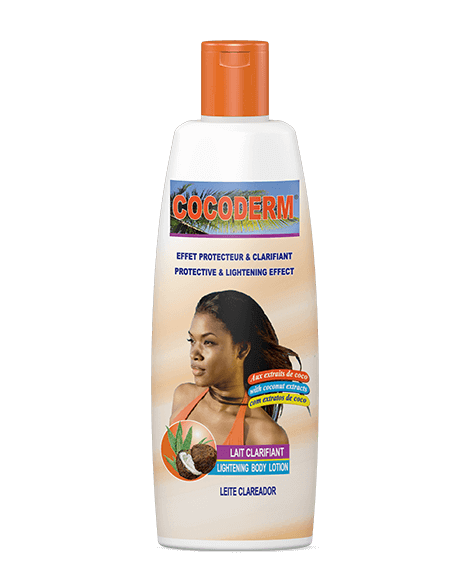 COCODERM®
EFFET PROTECTEUR & CLARIFIANT
PROTECTIVE & LIGHTENING EFFECT
Aux extraits de coco
with coconut extracts
com extratos de coco
LAIT CLARIFIANT
LIGHTENING BODY LOTION
LEITE CLAREADOR